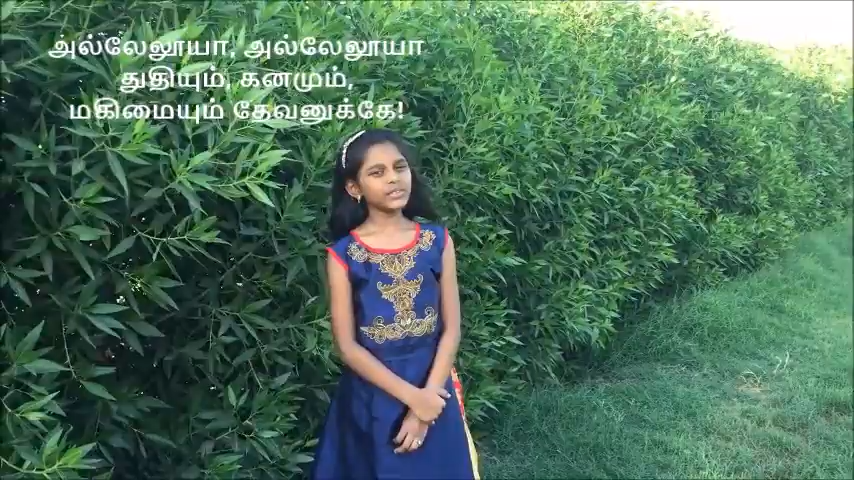 அல்லேலூயா, அல்லேலூயா
துதியும், கனமும்,
மகிமையும் தேவனுக்கே!